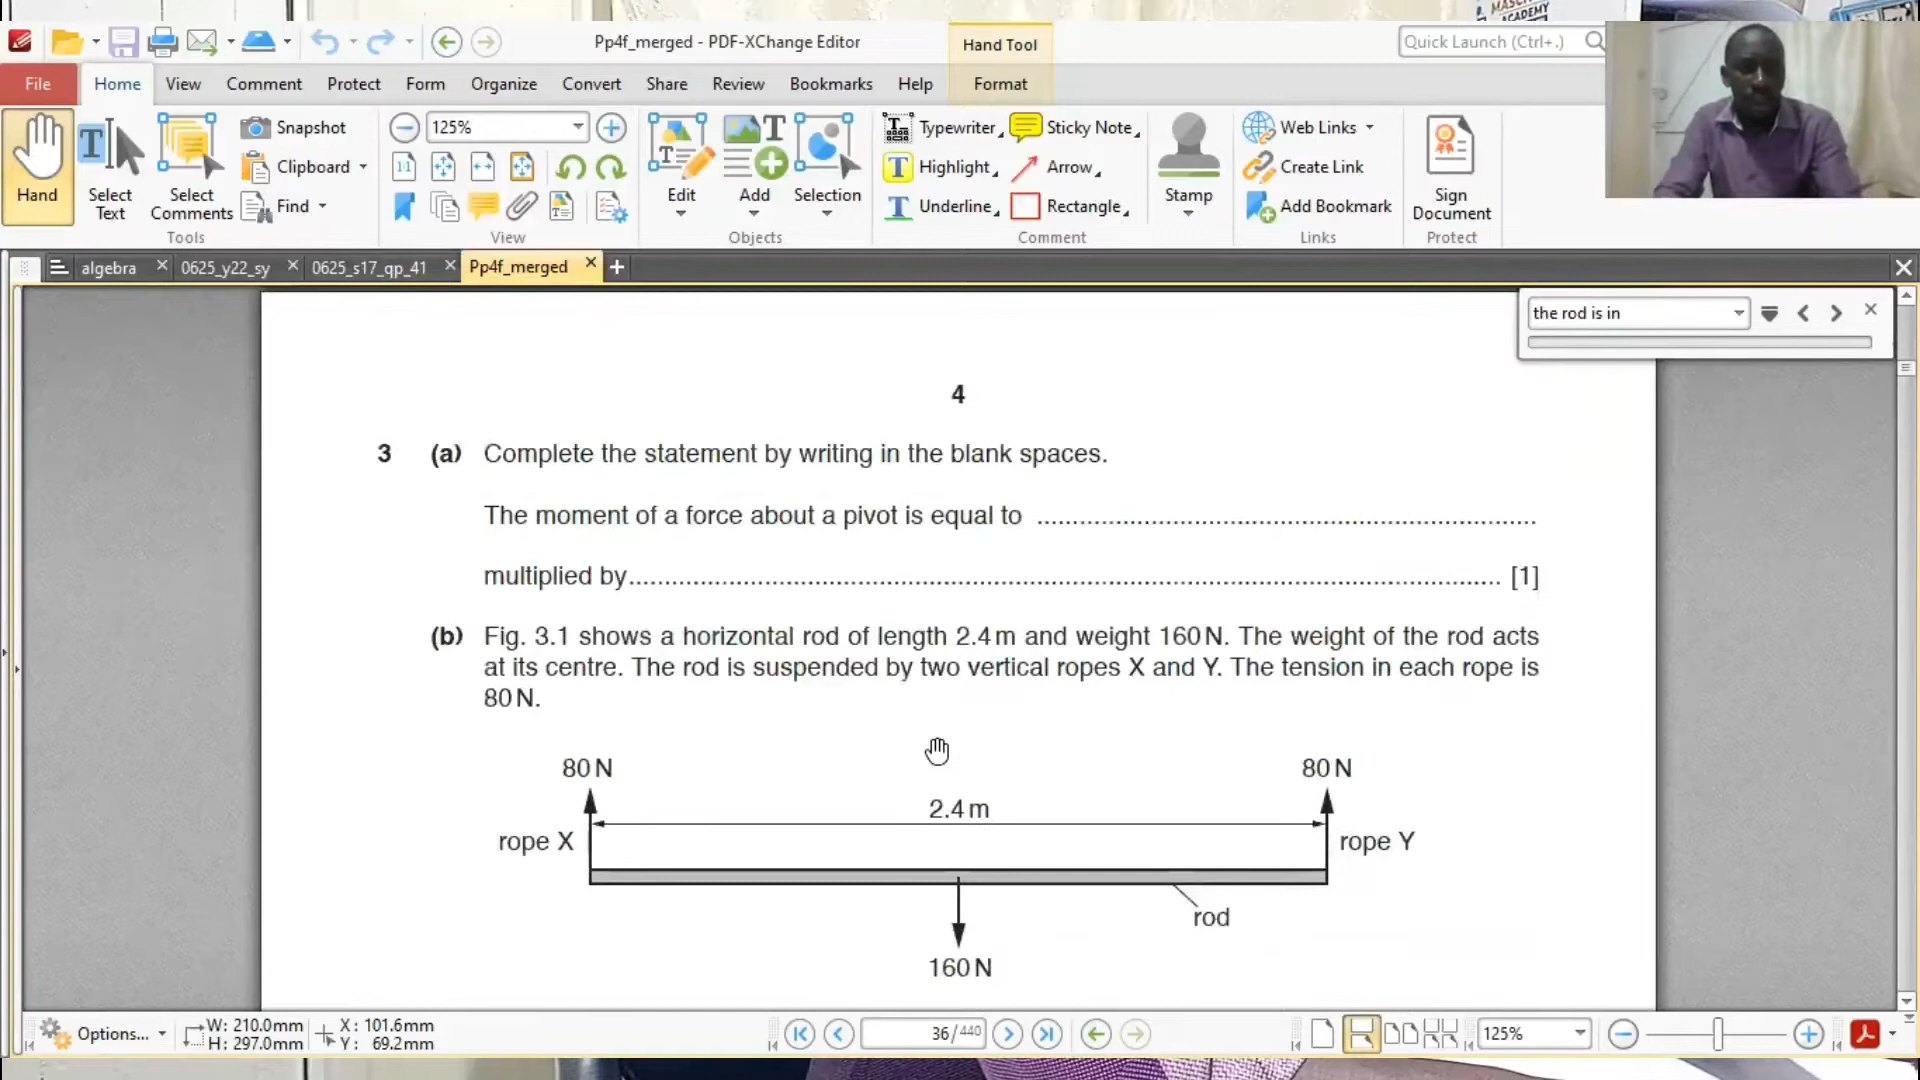 MASCH
ACADEMY
Pp4f_merged - PDF-XChange Editor
Hand Tool
Quick Launch (Ctrl+.)
File Home View Comment Protect Form Organize Convert Share Review Bookmarks Help Format
Hand
Select Text
Select Comments
Snapshot
Clipboard
Find
Tools
125%
1:1
View
Edit
Add
Selection
Objects
Typewriter
Highlight
Underline
Sticky Note
Arrow
Rectangle
Comment
Stamp
Web Links
Create Link
Add Bookmark
Links
Sign Document
Protect
algebra 0625_y22_sy 0625_s17_qp_41 Pp4f_merged
the rod is in
4
3 (a) Complete the statement by writing in the blank spaces.
The moment of a force about a pivot is equal to ......................................................................
multiplied by.......................................................................................................................... [1]
(b) Fig. 3.1 shows a horizontal rod of length 2.4 m and weight 160 N. The weight of the rod acts
at its centre. The rod is suspended by two vertical ropes X and Y. The tension in each rope is
80 N.
80 N 80 N
2.4 m
rope X rope Y
rod
160 N
Options... W: 210.0mm X: 101.6mm 36/440 125%
H: 297.0mm Y: 69.2mm